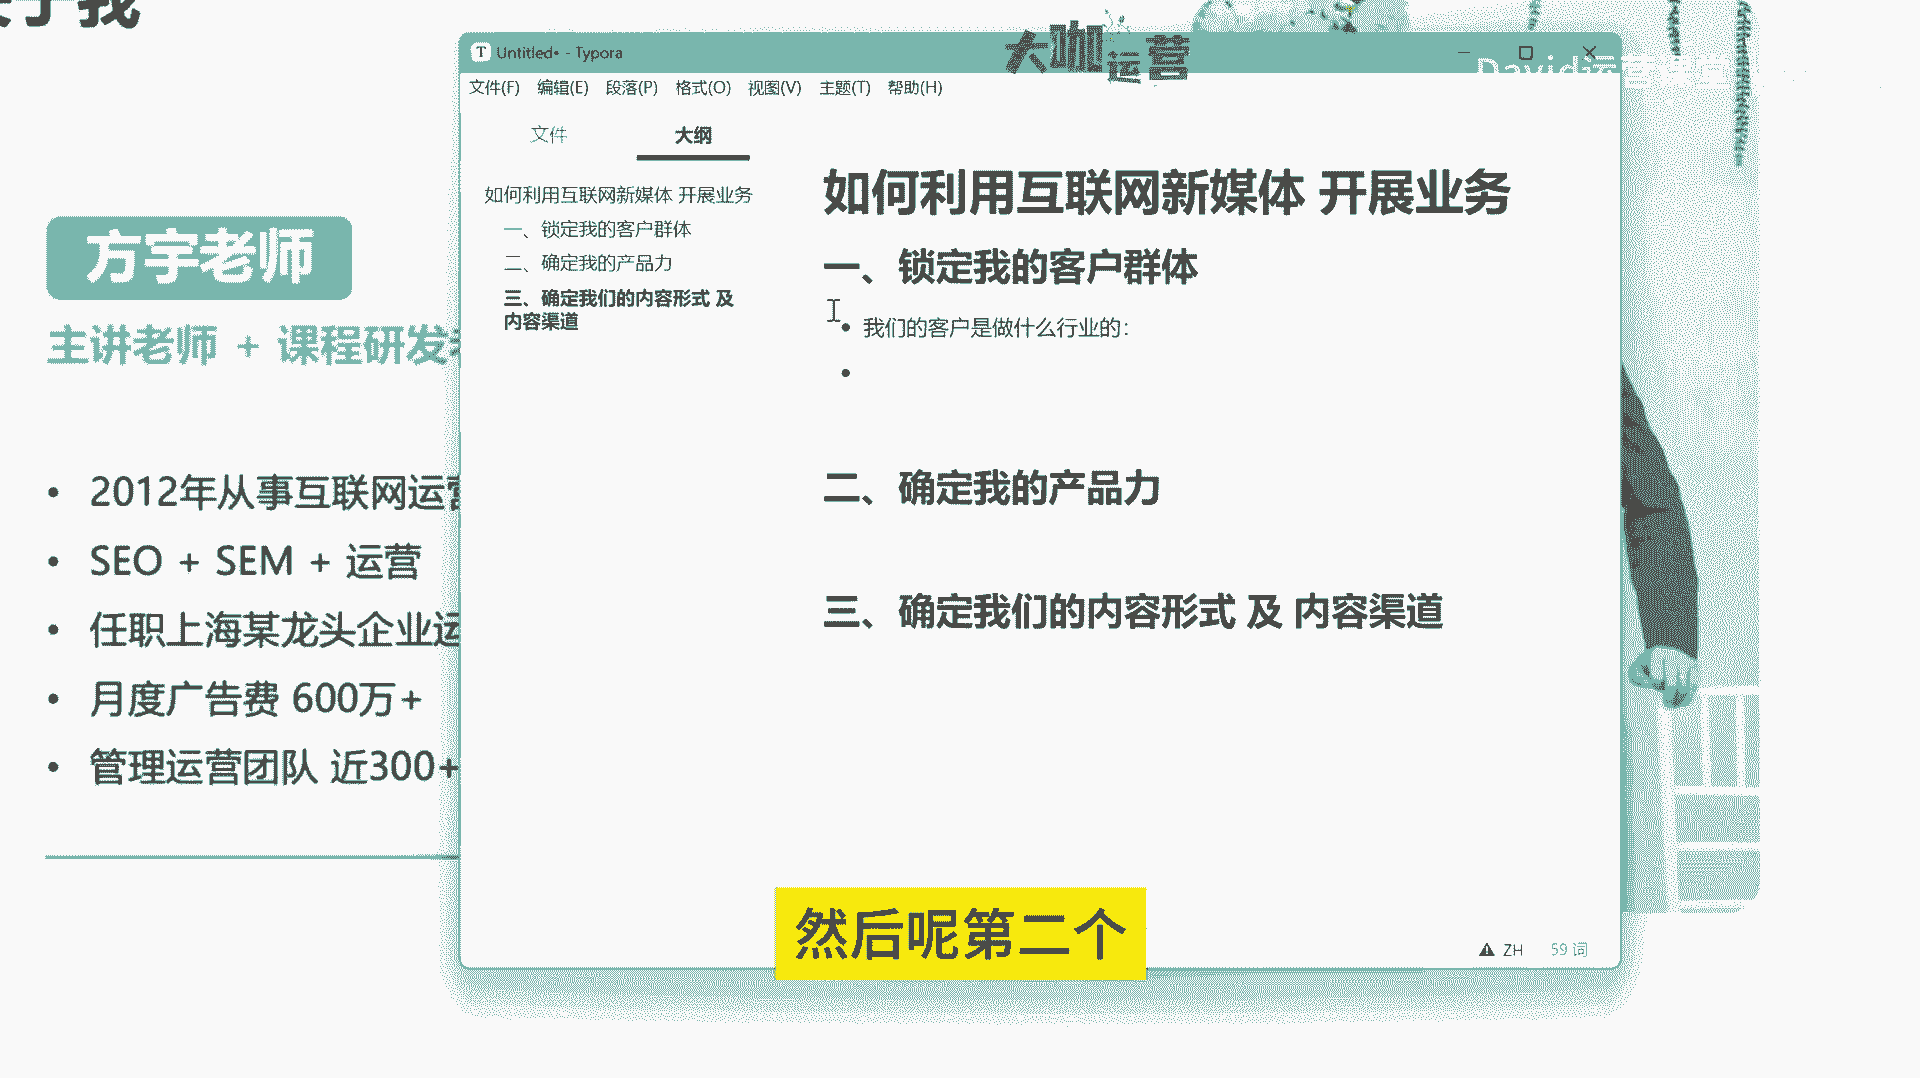 大咖运营
T Untitled• - Typora
David运营课堂
文件(F) 编辑(E) 段落(P) 格式(O) 视图(V) 主题(T) 帮助(H)
文件 大纲
如何利用互联网新媒体 开展业务
一、锁定我的客户群体
二、确定我的产品力
三、确定我们的内容形式 及
内容渠道
如何利用互联网新媒体 开展业务
一、锁定我的客户群体
• 我们的客户是做什么行业的：
•
二、确定我的产品力
三、确定我们的内容形式 及 内容渠道
ZH 59 词
方宇老师
主讲老师 + 课程研发
• 2012年从事互联网运营
• SEO + SEM + 运营
• 任职上海某龙头企业运
• 月度广告费 600万+
• 管理运营团队 近300+
然后呢第二个